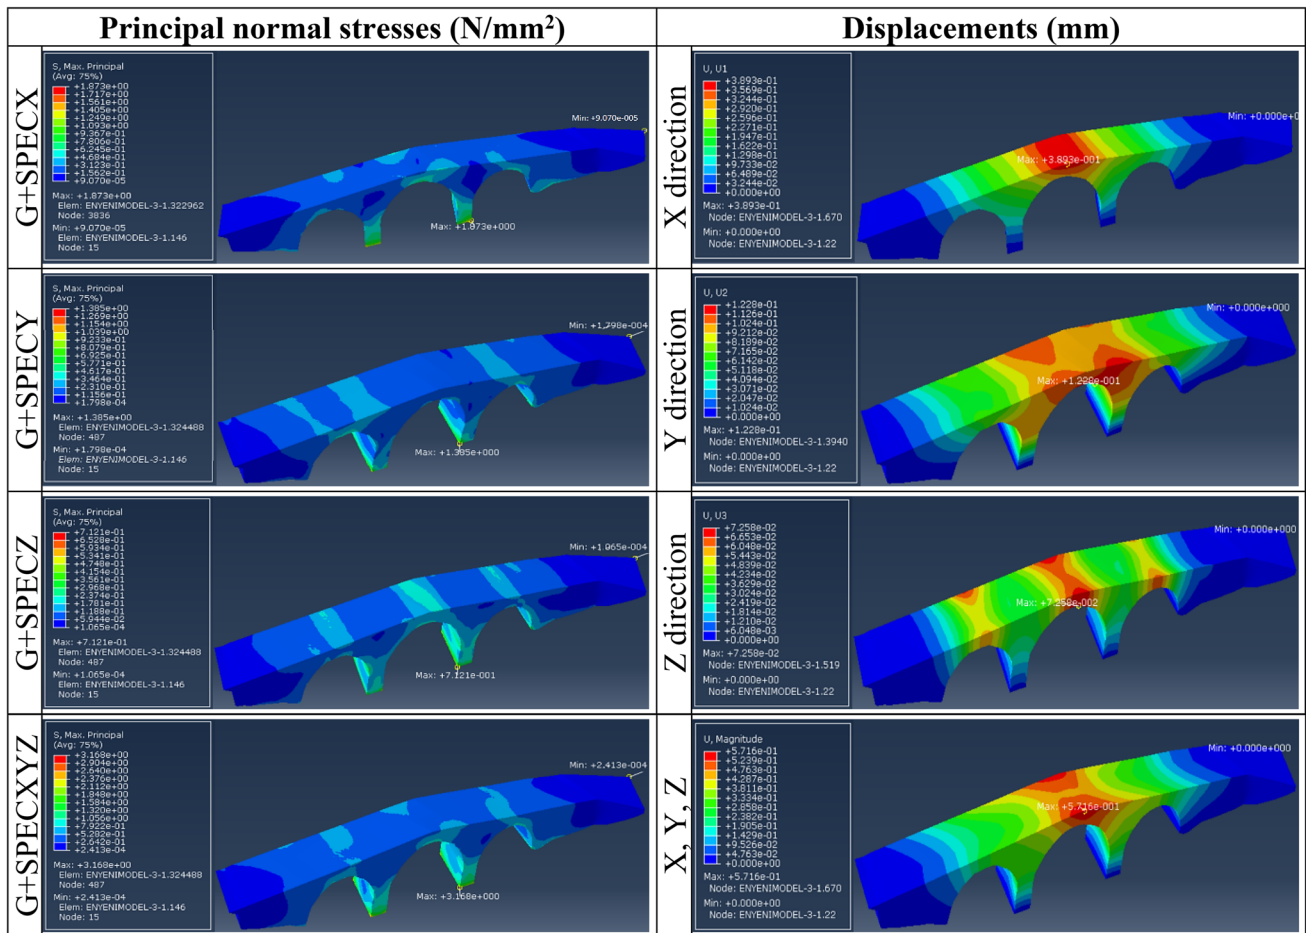 Principal normal stresses (N/mm²)
Displacements (mm)
G+SPECX
S, Max. Principal
(Avg: 75%)
+1.873e+00
+1.717e+00
+1.561e+00
+1.405e+00
+1.249e+00
+1.093e+00
+9.367e-01
+7.806e-01
+6.245e-01
+4.684e-01
+3.123e-01
+1.562e-01
+9.070e-05
Max: +1.873e+00
Elem: ENYENIMODEL-3-1.322962
Node: 3836
Min: +9.070e-05
Elem: ENYENIMODEL-3-1.146
Node: 15
Min: +9.070e-005
Max: +1.873e+000
X direction
U, U1
+3.893e-01
+3.569e-01
+3.244e-01
+2.920e-01
+2.596e-01
+2.271e-01
+1.947e-01
+1.622e-01
+1.298e-01
+9.733e-02
+6.489e-02
+3.244e-02
+0.000e+00
Max: +3.893e-01
Node: ENYENIMODEL-3-1.670
Min: +0.000e+00
Node: ENYENIMODEL-3-1.22
Min: +0.000e+0
Max: +3.893e-001
G+SPECY
S, Max. Principal
(Avg: 75%)
+1.385e+00
+1.269e+00
+1.154e+00
+1.039e+00
+9.233e-01
+8.079e-01
+6.925e-01
+5.771e-01
+4.617e-01
+3.464e-01
+2.310e-01
+1.156e-01
+1.798e-04
Max: +1.385e+00
Elem: ENYENIMODEL-3-1.324488
Node: 487
Min: +1.798e-04
Elem: ENYENIMODEL-3-1.146
Node: 15
Min: +1.798e-004
Max: +1.385e+000
Y direction
U, U2
+1.228e-01
+1.126e-01
+1.024e-01
+9.212e-02
+8.189e-02
+7.165e-02
+6.142e-02
+5.118e-02
+4.094e-02
+3.071e-02
+2.047e-02
+1.024e-02
+0.000e+00
Max: +1.228e-01
Node: ENYENIMODEL-3-1.3940
Min: +0.000e+00
Node: ENYENIMODEL-3-1.22
Min: +0.000e+000
Max: +1.228e-001
G+SPECZ
S, Max. Principal
(Avg: 75%)
+7.121e-01
+6.528e-01
+5.934e-01
+5.341e-01
+4.748e-01
+4.154e-01
+3.561e-01
+2.968e-01
+2.374e-01
+1.781e-01
+1.188e-01
+5.944e-02
+1.065e-04
Max: +7.121e-01
Elem: ENYENIMODEL-3-1.324488
Node: 487
Min: +1.065e-04
Elem: ENYENIMODEL-3-1.146
Node: 15
Min: +1.065e-004
Max: +7.121e-001
Z direction
U, U3
+7.258e-02
+6.653e-02
+6.048e-02
+5.443e-02
+4.839e-02
+4.234e-02
+3.629e-02
+3.024e-02
+2.419e-02
+1.814e-02
+1.210e-02
+6.048e-03
+0.000e+00
Max: +7.258e-02
Node: ENYENIMODEL-3-1.519
Min: +0.000e+00
Node: ENYENIMODEL-3-1.22
Min: +0.000e+000
Max: +7.258e-002
G+SPECXYZ
S, Max. Principal
(Avg: 75%)
+3.168e+00
+2.904e+00
+2.640e+00
+2.376e+00
+2.112e+00
+1.848e+00
+1.584e+00
+1.320e+00
+1.056e+00
+7.922e-01
+5.282e-01
+2.642e-01
+2.413e-04
Max: +3.168e+00
Elem: ENYENIMODEL-3-1.324488
Node: 487
Min: +2.413e-04
Elem: ENYENIMODEL-3-1.146
Node: 15
Min: +2.413e-004
Max: +3.168e+000
X, Y, Z
U, Magnitude
+5.716e-01
+5.239e-01
+4.763e-01
+4.287e-01
+3.811e-01
+3.334e-01
+2.858e-01
+2.382e-01
+1.905e-01
+1.429e-01
+9.526e-02
+4.763e-02
+0.000e+00
Max: +5.716e-01
Node: ENYENIMODEL-3-1.670
Min: +0.000e+00
Node: ENYENIMODEL-3-1.22
Min: +0.000e+000
Max: +5.716e-001